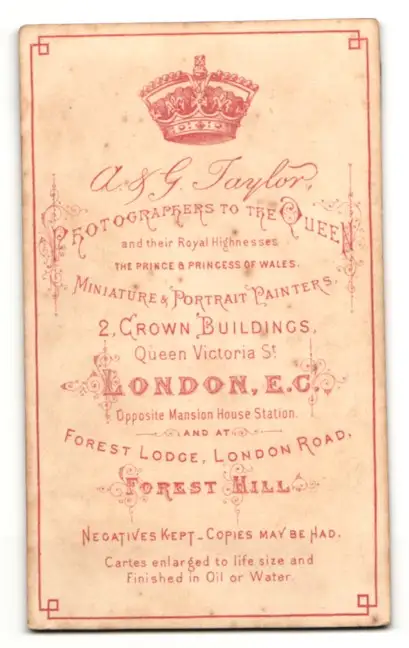 A. & G. Taylor,
PHOTOGRAPHERS TO THE QUEEN
and their Royal Highnesses
THE PRINCE & PRINCESS OF WALES.
MINIATURE & PORTRAIT PAINTERS,
2, CROWN BUILDINGS,
Queen Victoria St
LONDON, E.C.,
Opposite Mansion House Station.
AND AT
FOREST LODGE, LONDON ROAD,
FOREST HILL
NEGATIVES KEPT - COPIES MAY BE HAD.
Cartes enlarged to life size and
Finished in Oil or Water.